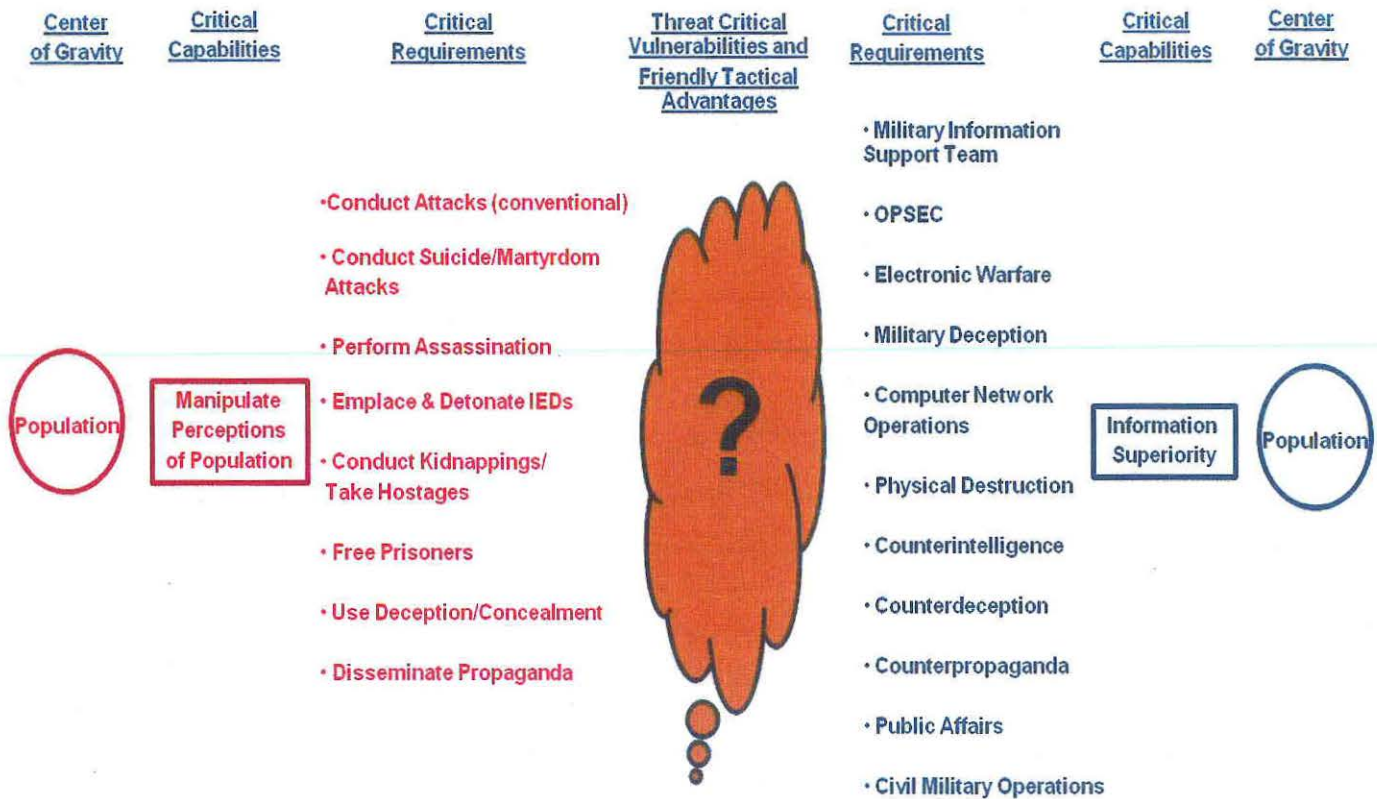 Center
of Gravity
Critical
Capabilities
Critical
Requirements
Threat Critical
Vulnerabilities and
Friendly Tactical
Advantages
Critical
Requirements
Critical
Capabilities
Center
of Gravity
Population
Manipulate
Perceptions
of Population
•Conduct Attacks (conventional)
• Conduct Suicide/Martyrdom
Attacks
• Perform Assassination
• Emplace & Detonate IEDs
• Conduct Kidnappings/
Take Hostages
• Free Prisoners
• Use Deception/Concealment
• Disseminate Propaganda
?
• Military Information
Support Team
• OPSEC
• Electronic Warfare
• Military Deception
• Computer Network
Operations
• Physical Destruction
• Counterintelligence
• Counterdeception
• Counterpropaganda
• Public Affairs
• Civil Military Operations
Information
Superiority
Population